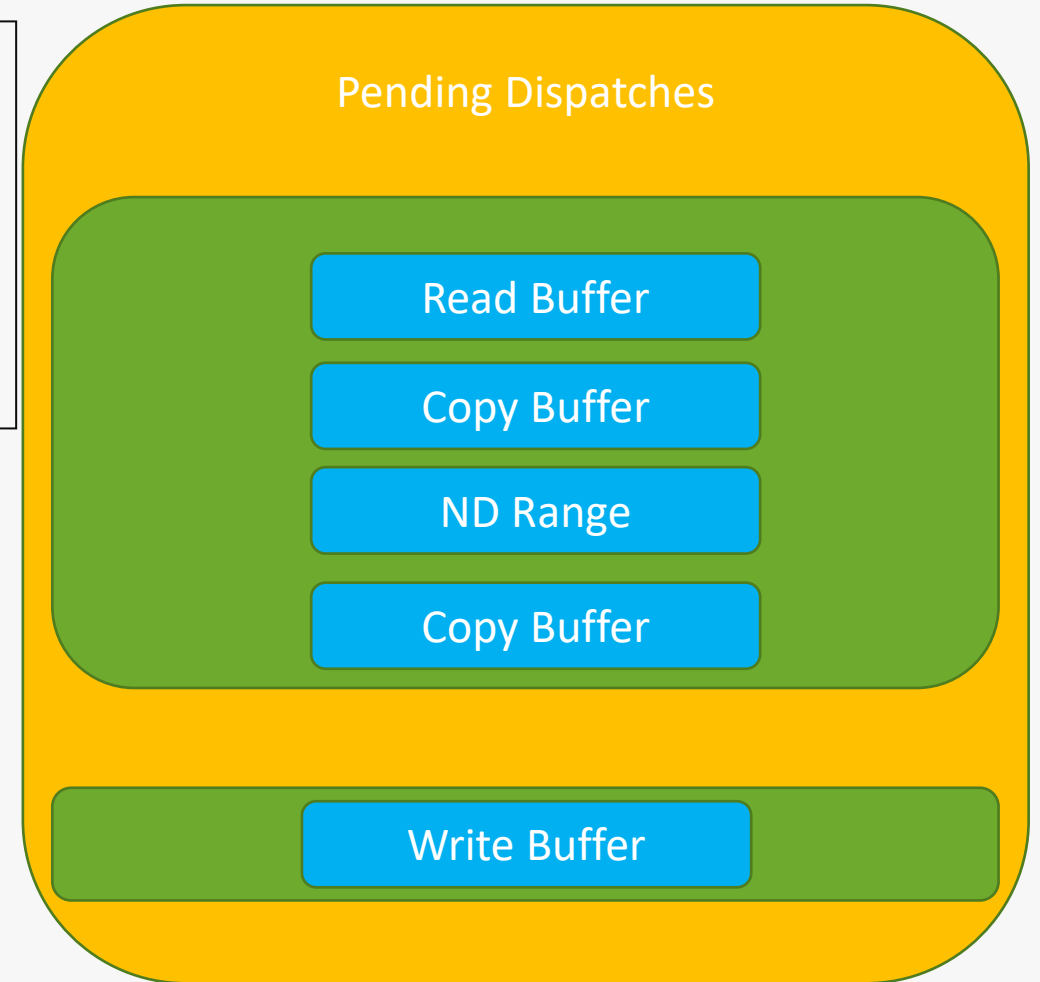 Pending Dispatches
Read Buffer
Copy Buffer
ND Range
Copy Buffer
Write Buffer